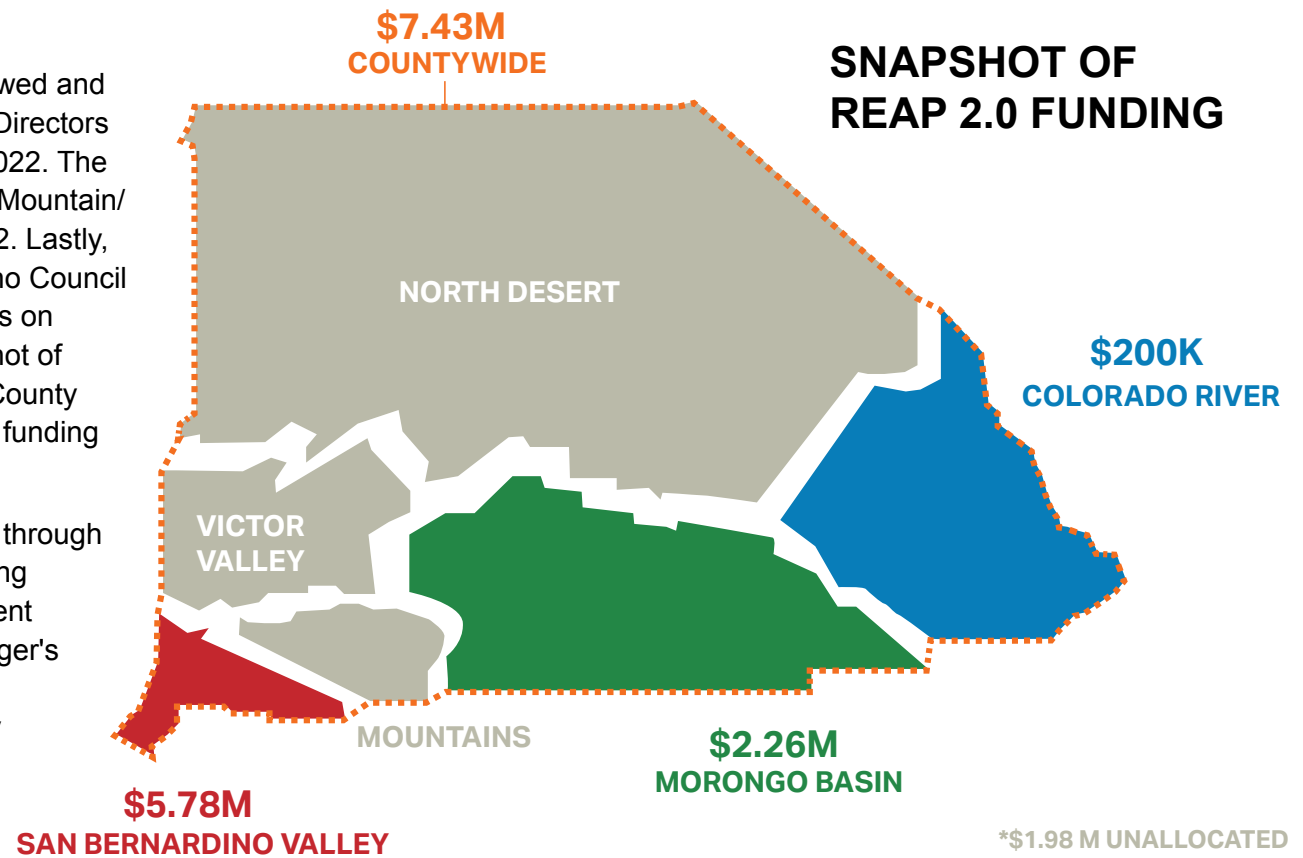 wed and
Directors
022. The
Mountain/
2. Lastly,
no Council
s on
not of
County
funding
through
ng
ent
ger's
$7.43M
COUNTYWIDE
SNAPSHOT OF
REAP 2.0 FUNDING
NORTH DESERT
$200K
COLORADO RIVER
VICTOR
VALLEY
MOUNTAINS
$2.26M
MORONGO BASIN
$5.78M
SAN BERNARDINO VALLEY
*$1.98 M UNALLOCATED